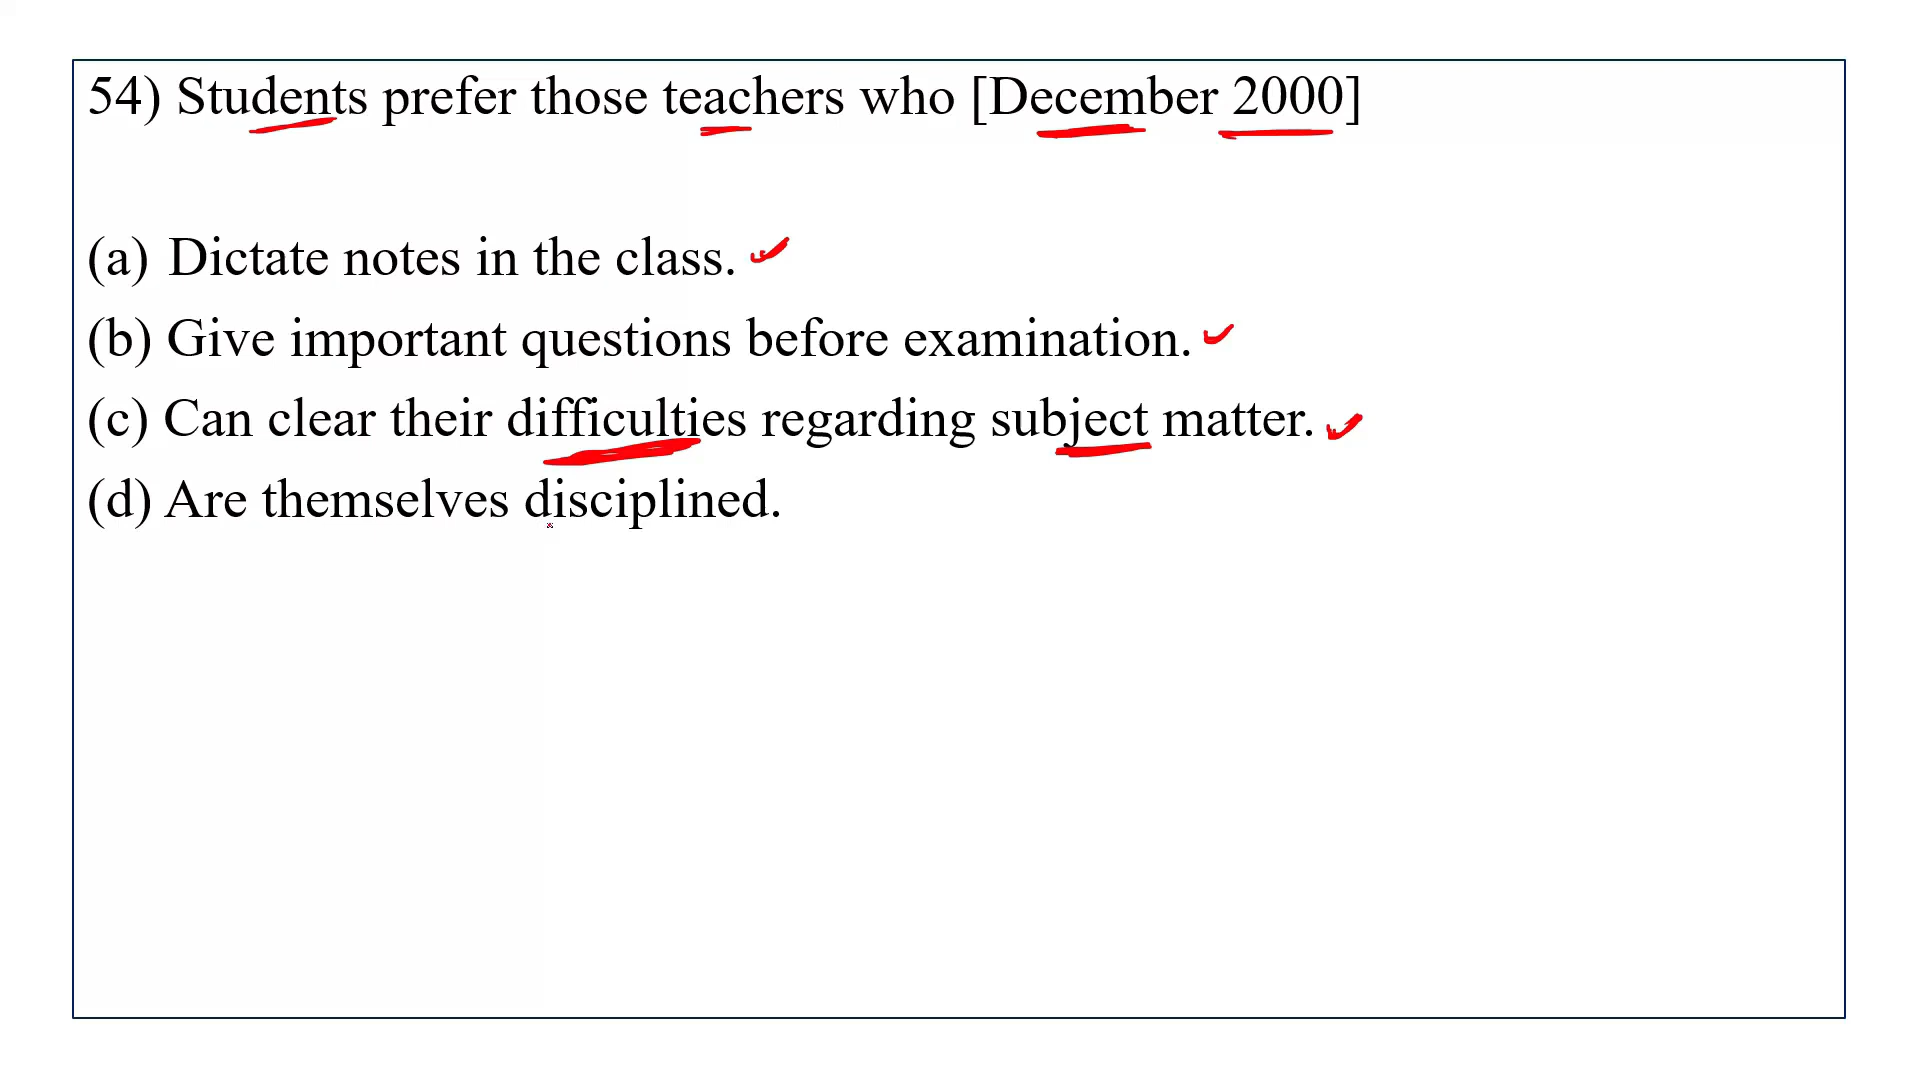 54) Students prefer those teachers who [December 2000]
(a) Dictate notes in the class.
(b) Give important questions before examination.
(c) Can clear their difficulties regarding subject matter.
(d) Are themselves disciplined.